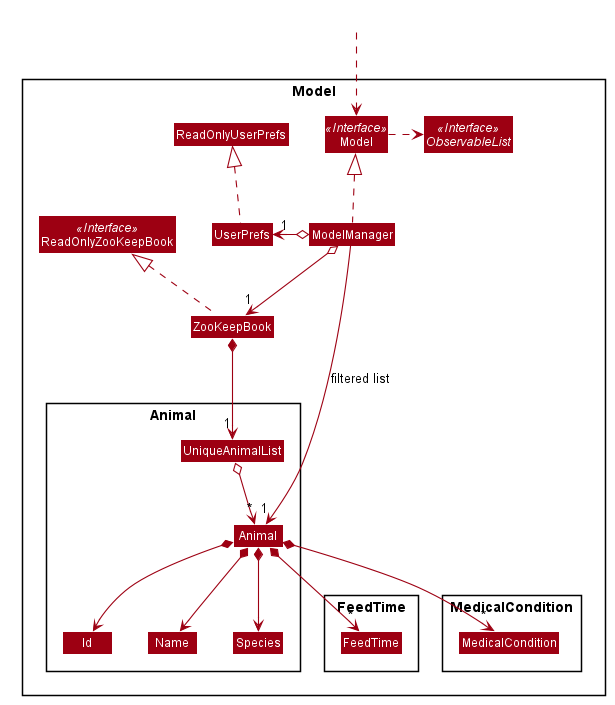 Model
«Interface»
Model
«Interface»
ObservableList
ReadOnlyUserPrefs
«Interface»
ReadOnlyZooKeepBook
UserPrefs
1
ModelManager
1
ZooKeepBook
filtered list
Animal
1
UniqueAnimalList
*
1
Animal
FeedTime
*
MedicalCondition
*
Id
Name
Species
FeedTime
MedicalCondition